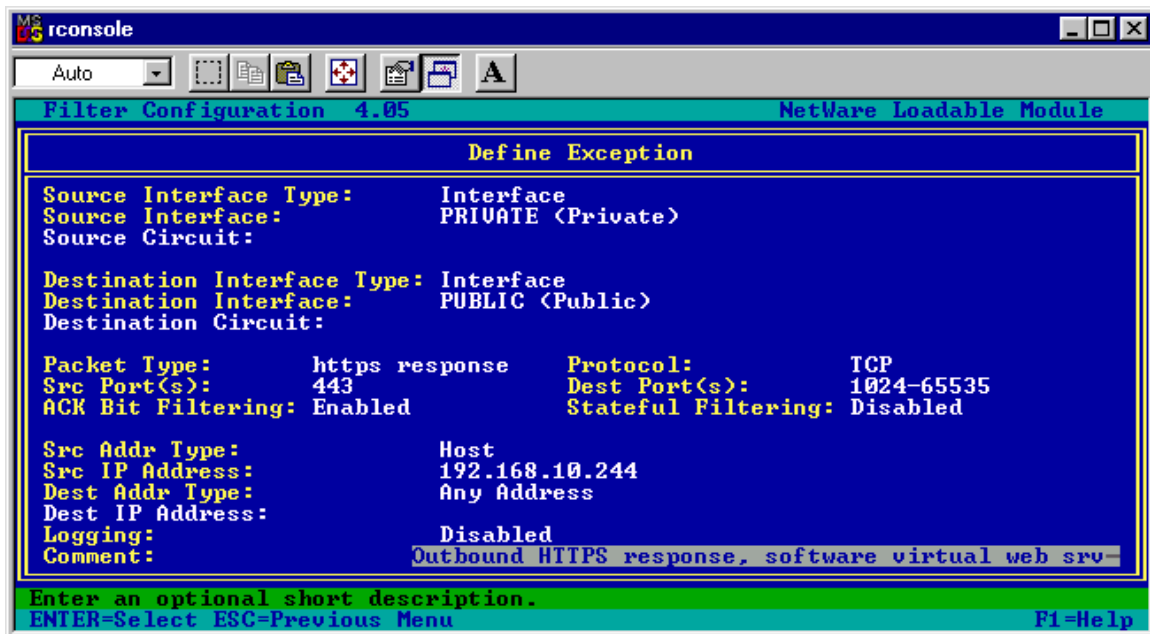 MS DS rconsole
Auto A
Filter Configuration 4.05 NetWare Loadable Module
Define Exception
Source Interface Type: Interface
Source Interface: PRIVATE (Private)
Source Circuit:
Destination Interface Type: Interface
Destination Interface: PUBLIC (Public)
Destination Circuit:
Packet Type: https response Protocol: TCP
Src Port(s): 443 Dest Port(s): 1024-65535
ACK Bit Filtering: Enabled Stateful Filtering: Disabled
Src Addr Type: Host
Src IP Address: 192.168.10.244
Dest Addr Type: Any Address
Dest IP Address:
Logging: Disabled
Comment: Outbound HTTPS response, software virtual web srv
Enter an optional short description.
ENTER=Select ESC=Previous Menu F1=Help